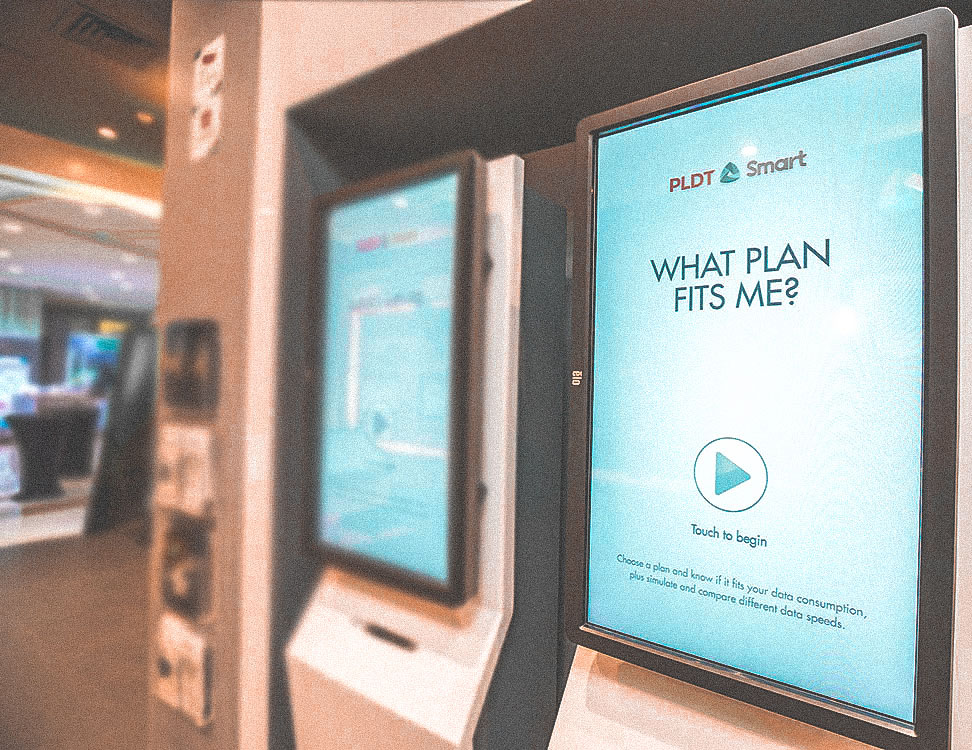 PLDT Smart
WHAT PLAN
FITS ME?
Touch to begin
Choose a plan and know if it fits your data consumption,
plus simulate and compare different data speeds.
elo